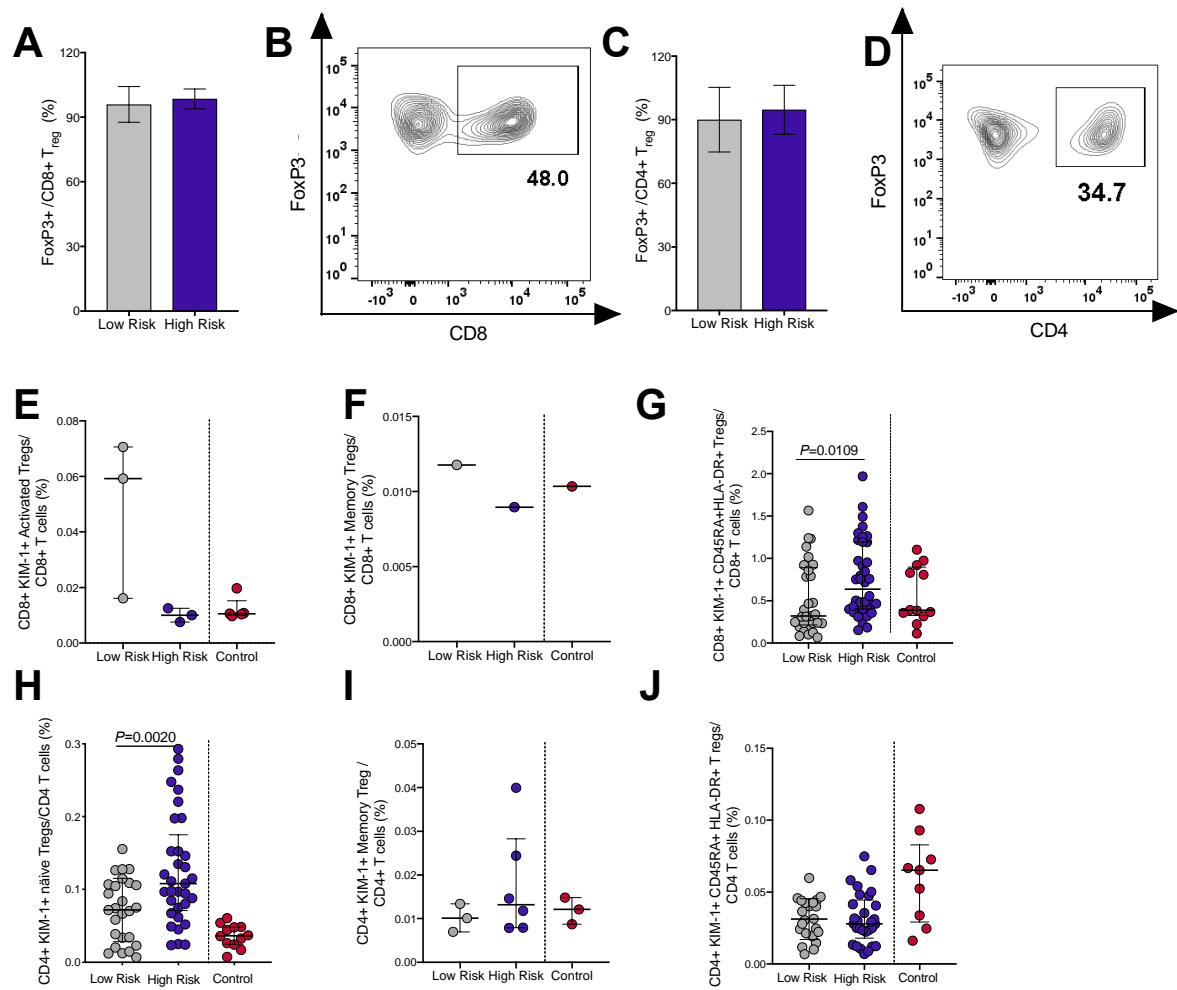 A
FoxP3+ /CD8+ Treg (%)
120
90
60
30
0
Low Risk High Risk
B
FoxP3
10^5
10^4
10^3
10^2
10^1
10^0
-10^3 0 10^3 10^4 10^5
48.0
CD8
C
FoxP3+ /CD4+ Treg (%)
120
90
60
30
0
Low Risk High Risk
D
FoxP3
10^5
10^4
10^3
10^2
10^1
10^0
-10^3 0 10^3 10^4 10^5
34.7
CD4
E
CD8+ KIM-1+ Activated Tregs/
CD8+ T cells (%)
0.08
0.06
0.04
0.02
0.00
Low Risk High Risk Control
F
CD8+ KIM-1+ Memory Tregs/
CD8+ T cells (%)
0.015
0.010
0.005
0.000
Low Risk High Risk Control
G
CD8+ KIM-1+ CD45RA+HLA-DR+ Tregs/
CD8+ T cells (%)
2.5
2.0
1.5
1.0
0.5
0.0
P=0.0109
Low Risk High Risk Control
H
CD4+ KIM-1+ näive Tregs/CD4 T cells (%)
0.3
0.2
0.1
0.0
P=0.0020
Low Risk High Risk Control
I
CD4+ KIM-1+ Memory Treg /
CD4+ T cells (%)
0.05
0.04
0.03
0.02
0.01
0.00
Low Risk High Risk Control
J
CD4+ KIM-1+ CD45RA+ HLA-DR+ T regs/
CD4 T cells (%)
0.15
0.10
0.05
0.00
Low Risk High Risk Control